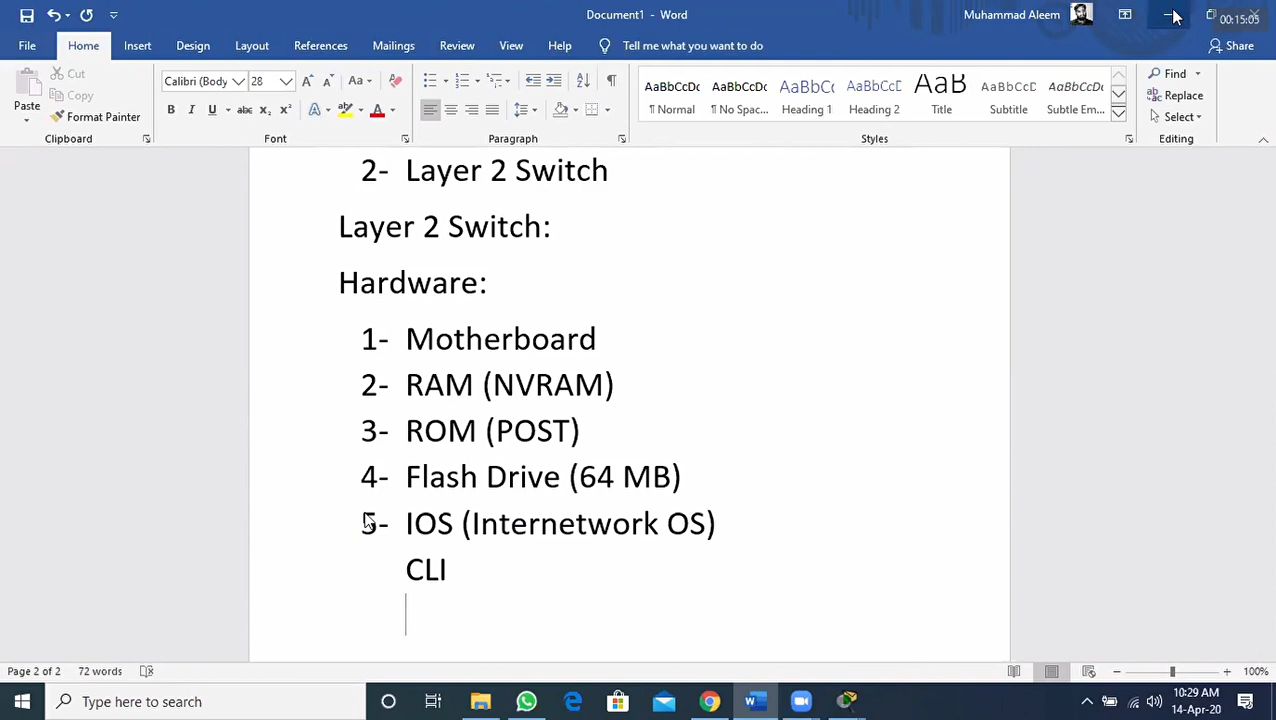 Document1 - Word
Muhammad Aleem
00:15:05
File Home Insert Design Layout References Mailings Review View Help Tell me what you want to do Share
Paste Cut Copy Format Painter
Calibri (Body 28
AaBbCcDc AaBbCcDc AaBbCc AaBbCcD AaB AaBbCcD AaBbCcDc
¶ Normal ¶ No Spac... Heading 1 Heading 2 Title Subtitle Subtle Em...
Find
Replace
Select
Clipboard Font Paragraph Styles Editing
2- Layer 2 Switch
Layer 2 Switch:
Hardware:
1- Motherboard
2- RAM (NVRAM)
3- ROM (POST)
4- Flash Drive (64 MB)
5- IOS (Internetwork OS)
CLI
Page 2 of 2 72 words 100%
Type here to search
10:29 AM
14-Apr-20